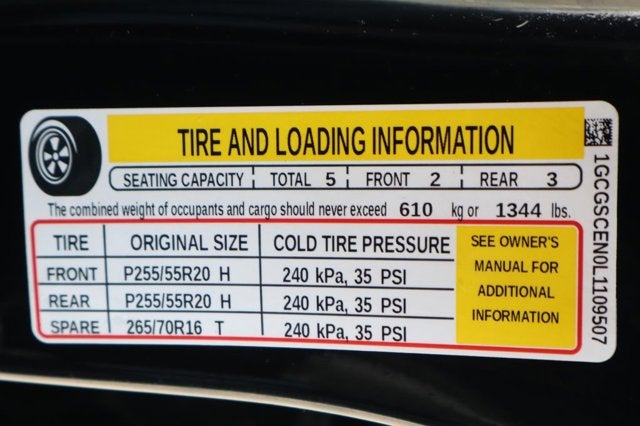 TIRE AND LOADING INFORMATION
SEATING CAPACITY TOTAL 5 FRONT 2 REAR 3
The combined weight of occupants and cargo should never exceed 610 kg or 1344 lbs.
TIRE ORIGINAL SIZE COLD TIRE PRESSURE
FRONT P255/55R20 H 240 kPa, 35 PSI
REAR P255/55R20 H 240 kPa, 35 PSI
SPARE 265/70R16 T 240 kPa, 35 PSI
SEE OWNER'S
MANUAL FOR
ADDITIONAL
INFORMATION
1GCGSCEN0L1109507